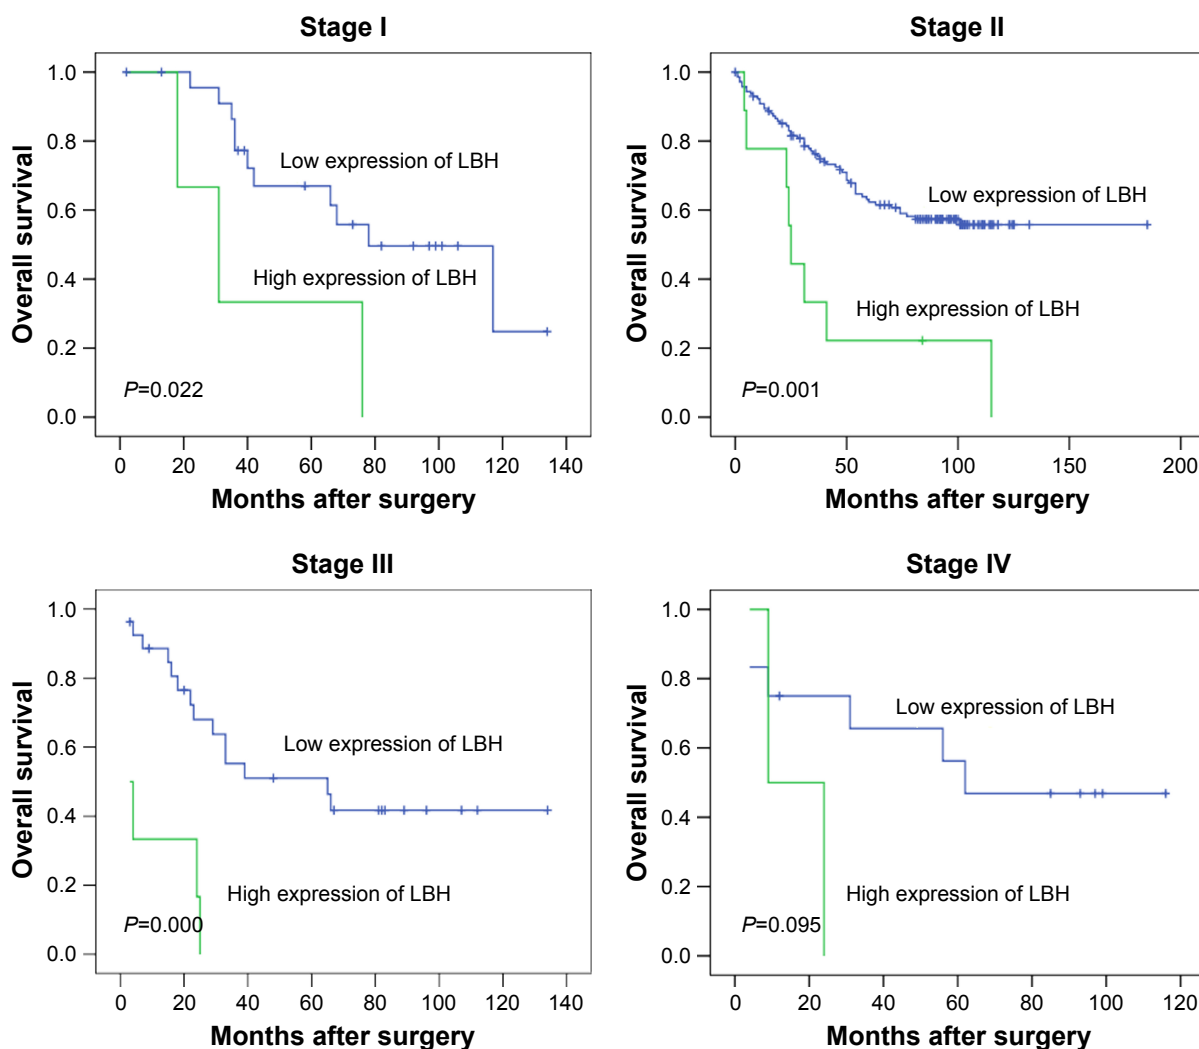 Stage I
Overall survival
1.0
0.8
0.6
0.4
0.2
0.0
Low expression of LBH
High expression of LBH
P=0.022
0 20 40 60 80 100 120 140
Months after surgery
Stage II
Overall survival
1.0
0.8
0.6
0.4
0.2
0.0
Low expression of LBH
High expression of LBH
P=0.001
0 50 100 150 200
Months after surgery
Stage III
Overall survival
1.0
0.8
0.6
0.4
0.2
0.0
Low expression of LBH
High expression of LBH
P=0.000
0 20 40 60 80 100 120 140
Months after surgery
Stage IV
Overall survival
1.0
0.8
0.6
0.4
0.2
0.0
Low expression of LBH
High expression of LBH
P=0.095
0 20 40 60 80 100 120
Months after surgery